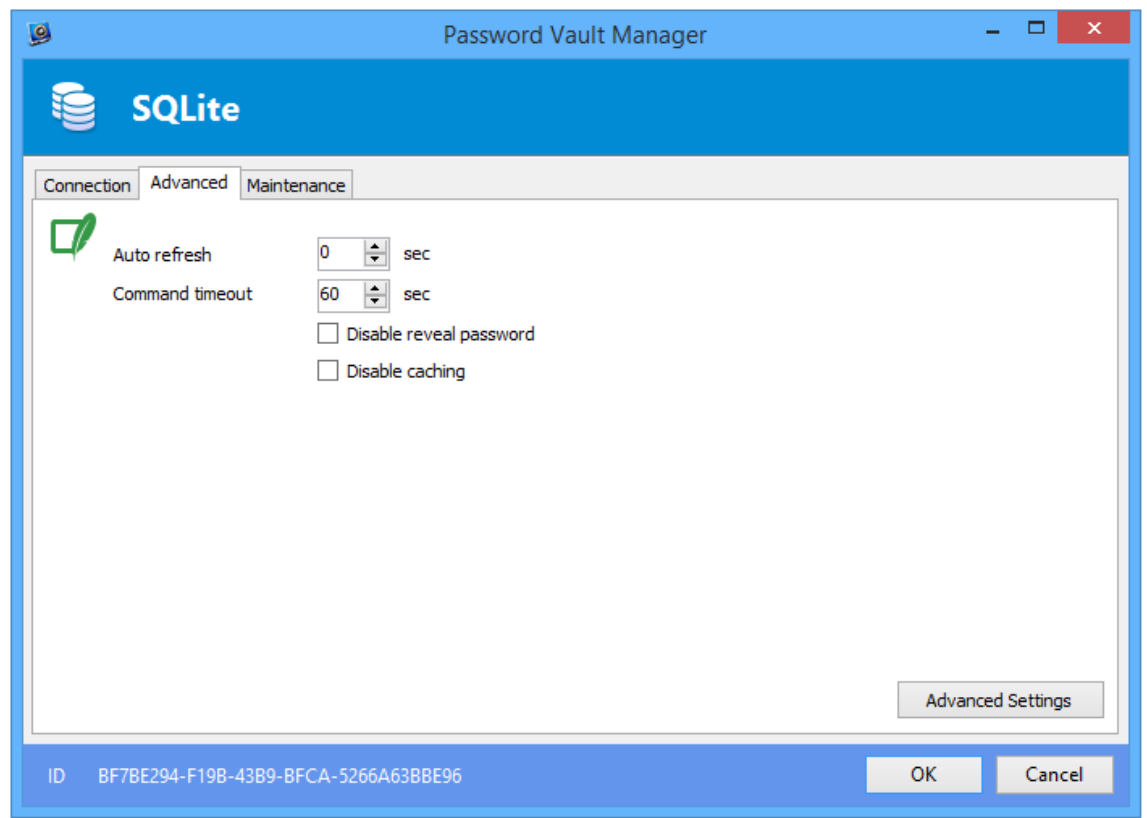 Password Vault Manager
SQLite
Connection Advanced Maintenance
Auto refresh 0 sec
Command timeout 60 sec
Disable reveal password
Disable caching
Advanced Settings
ID BF7BE294-F19B-43B9-BFCA-5266A63BBE96 OK Cancel